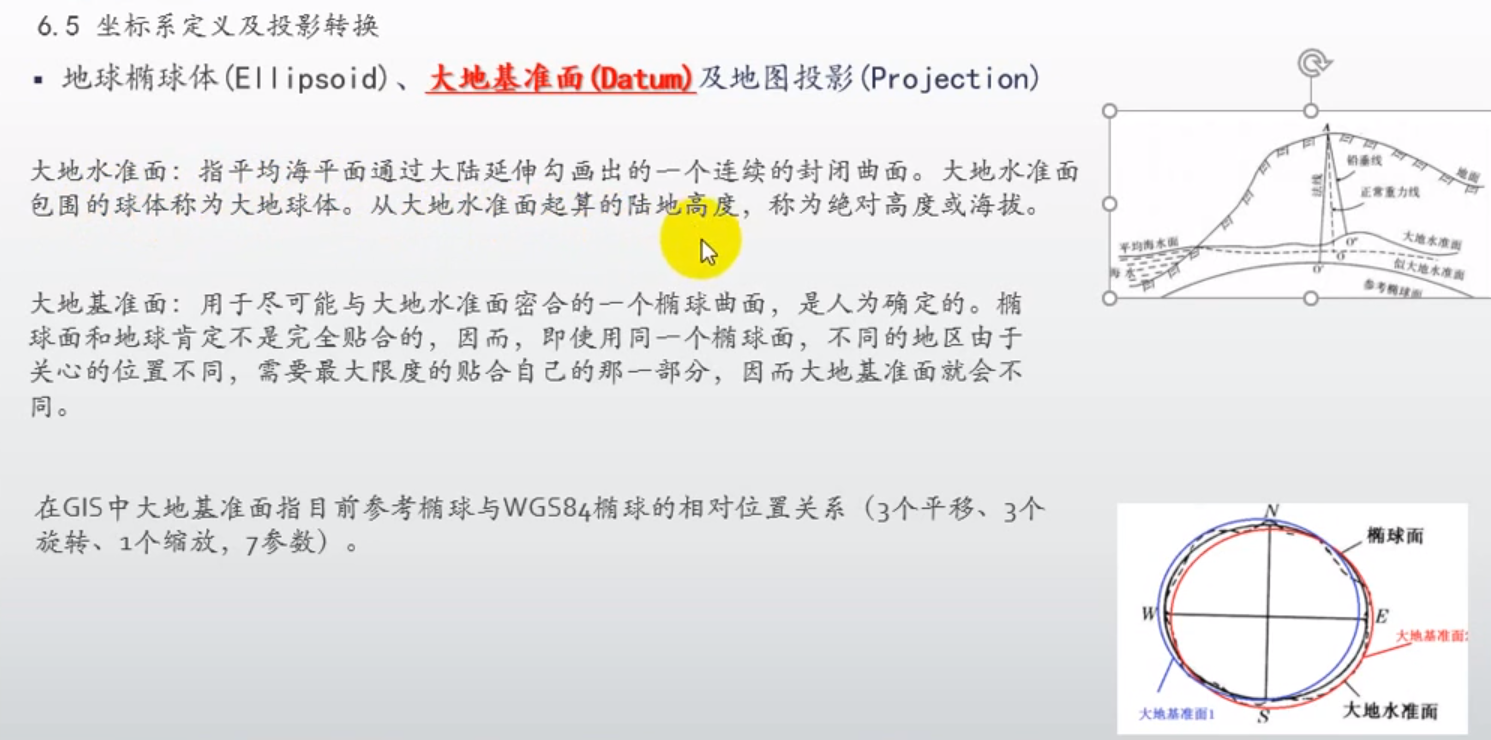 6.5 坐标系定义及投影转换
▪ 地球椭球体(Ellipsoid)、大地基准面(Datum)及地图投影(Projection)
大地水准面：指平均海平面通过大陆延伸勾画出的一个连续的封闭曲面。大地水准面
包围的球体称为大地球体。从大地水准面起算的陆地高度，称为绝对高度或海拔。
大地基准面：用于尽可能与大地水准面密合的一个椭球曲面，是人为确定的。椭
球面和地球肯定不是完全贴合的，因而，即使用同一个椭球面，不同的地区由于
关心的位置不同，需要最大限度的贴合自己的那一部分，因而大地基准面就会不
同。
在GIS中大地基准面指目前参考椭球与WGS84椭球的相对位置关系（3个平移、3个
旋转、1个缩放，7参数）。
A
铅垂线
地面
法线
正常重力线
平均海水面
大地水准面
海水
O"
O'
似大地水准面
参考椭球面
N
椭球面
W
E
大地基准面2
大地基准面1
S
大地水准面